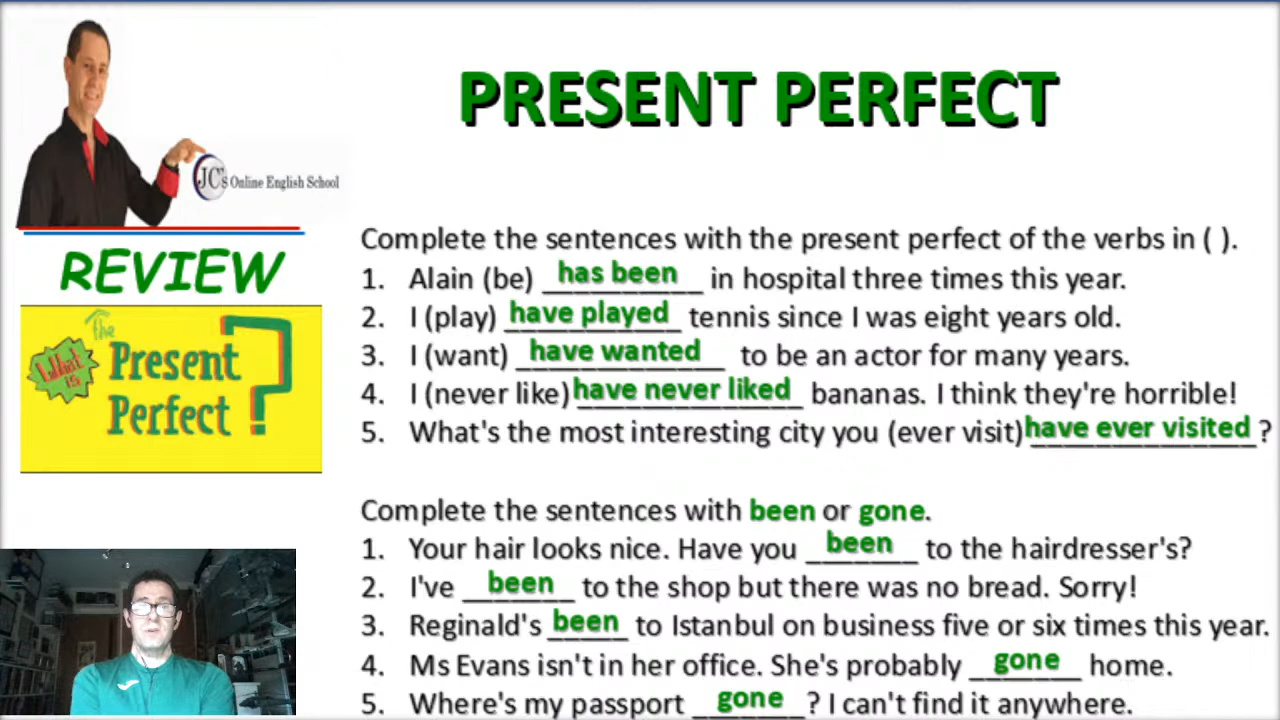 PRESENT PERFECT
JC's Online English School
REVIEW
the
Present
Perfect ?
Complete the sentences with the present perfect of the verbs in ( ).
1. Alain (be) has been in hospital three times this year.
2. I (play) have played tennis since I was eight years old.
3. I (want) have wanted to be an actor for many years.
4. I (never like) have never liked bananas. I think they're horrible!
5. What's the most interesting city you (ever visit) have ever visited ?
Complete the sentences with been or gone.
1. Your hair looks nice. Have you been to the hairdresser's?
2. I've been to the shop but there was no bread. Sorry!
3. Reginald's been to Istanbul on business five or six times this year.
4. Ms Evans isn't in her office. She's probably gone home.
5. Where's my passport gone ? I can't find it anywhere.